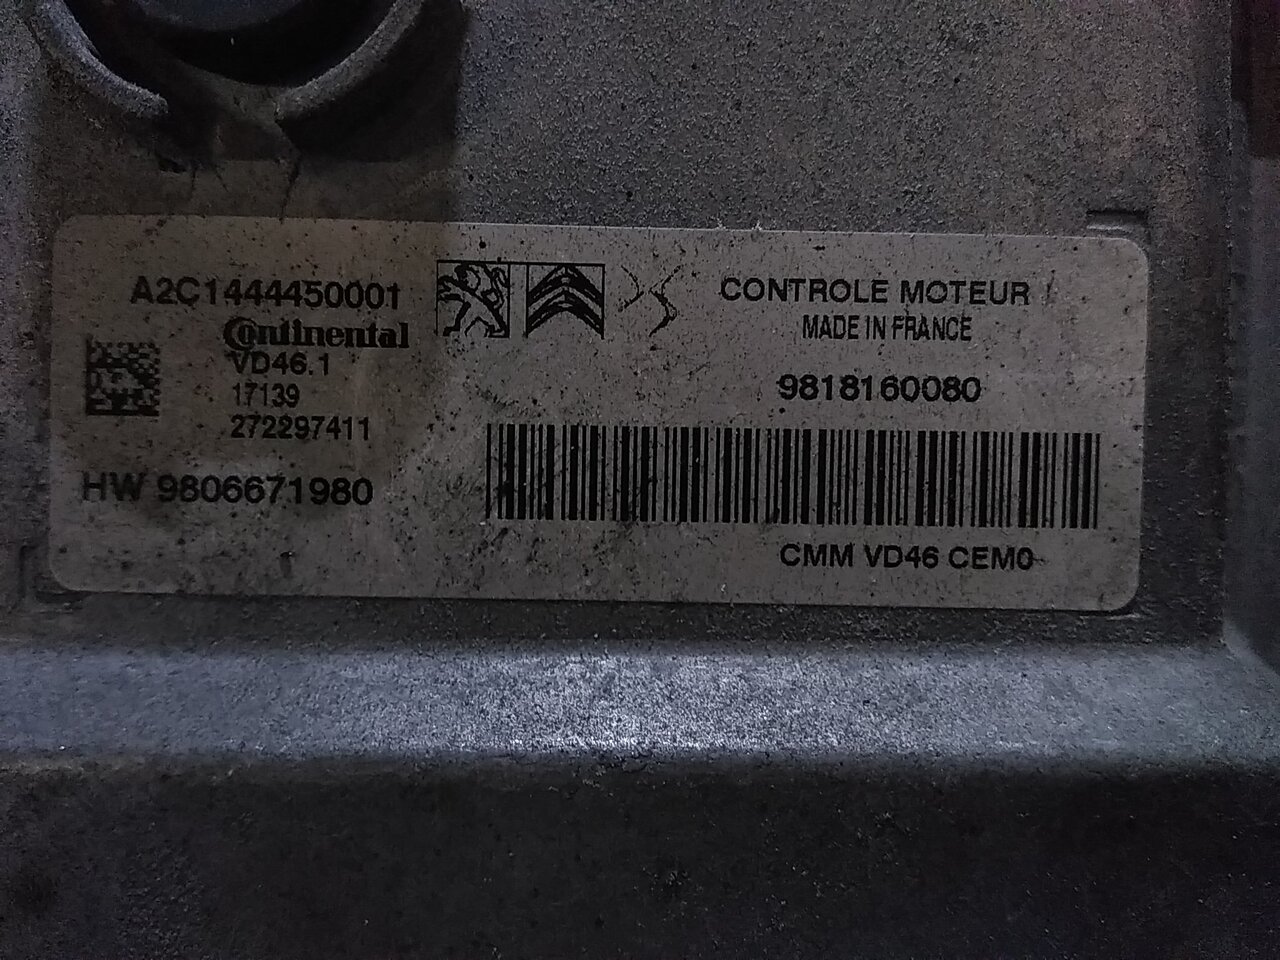 A2C1444450001
Continental
VD46.1
17139
272297411
HW 9806671980
CONTROLE MOTEUR
MADE IN FRANCE
9818160080
CMM VD46 CEM0